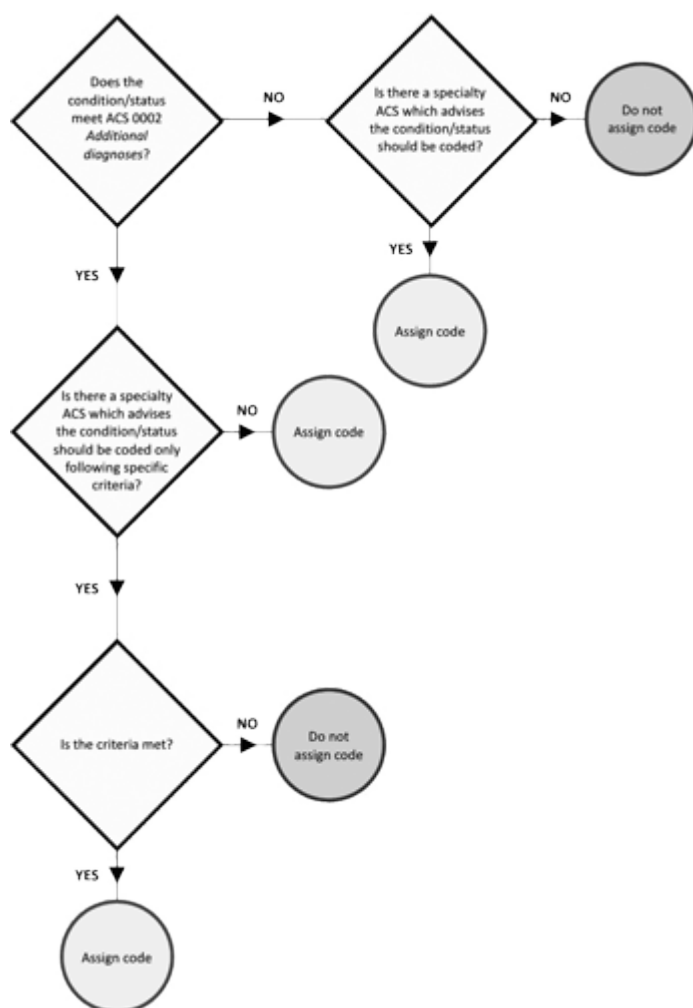 Does the
condition/status
meet ACS 0002
Additional
diagnoses?
NO
Is there a specialty
ACS which advises
the condition/status
should be coded?
NO
Do not
assign code
YES
YES
Assign code
Is there a specialty
ACS which advises
the condition/status
should be coded only
following specific
criteria?
NO
Assign code
YES
Is the criteria met?
NO
Do not
assign code
YES
Assign code